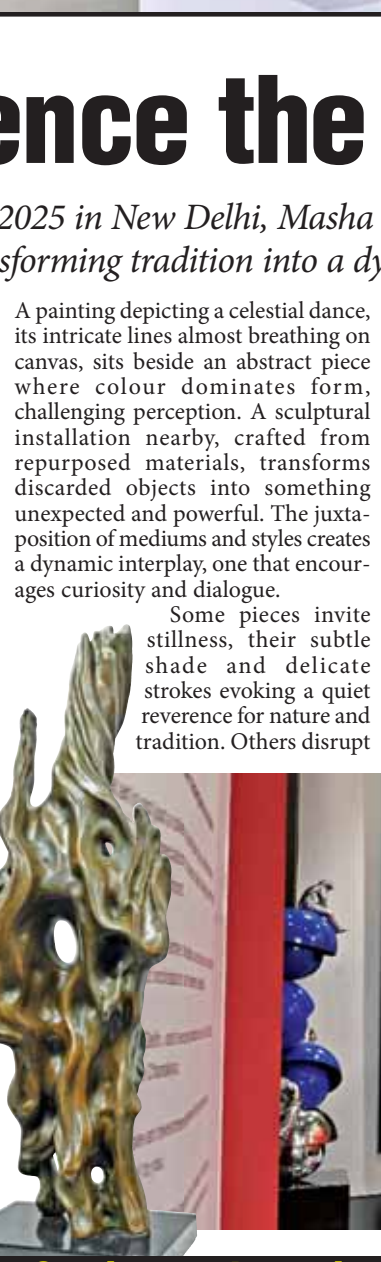 ence the
2025 in New Delhi, Masha
sforming tradition into a dy
A painting depicting a celestial dance,
its intricate lines almost breathing on
canvas, sits beside an abstract piece
where colour dominates form,
challenging perception. A sculptural
installation nearby, crafted from
repurposed materials, transforms
discarded objects into something
unexpected and powerful. The juxta-
position of mediums and styles creates
a dynamic interplay, one that encour-
ages curiosity and dialogue.
Some pieces invite
stillness, their subtle
shade and delicate
strokes evoking a quiet
reverence for nature and
tradition. Others disrupt